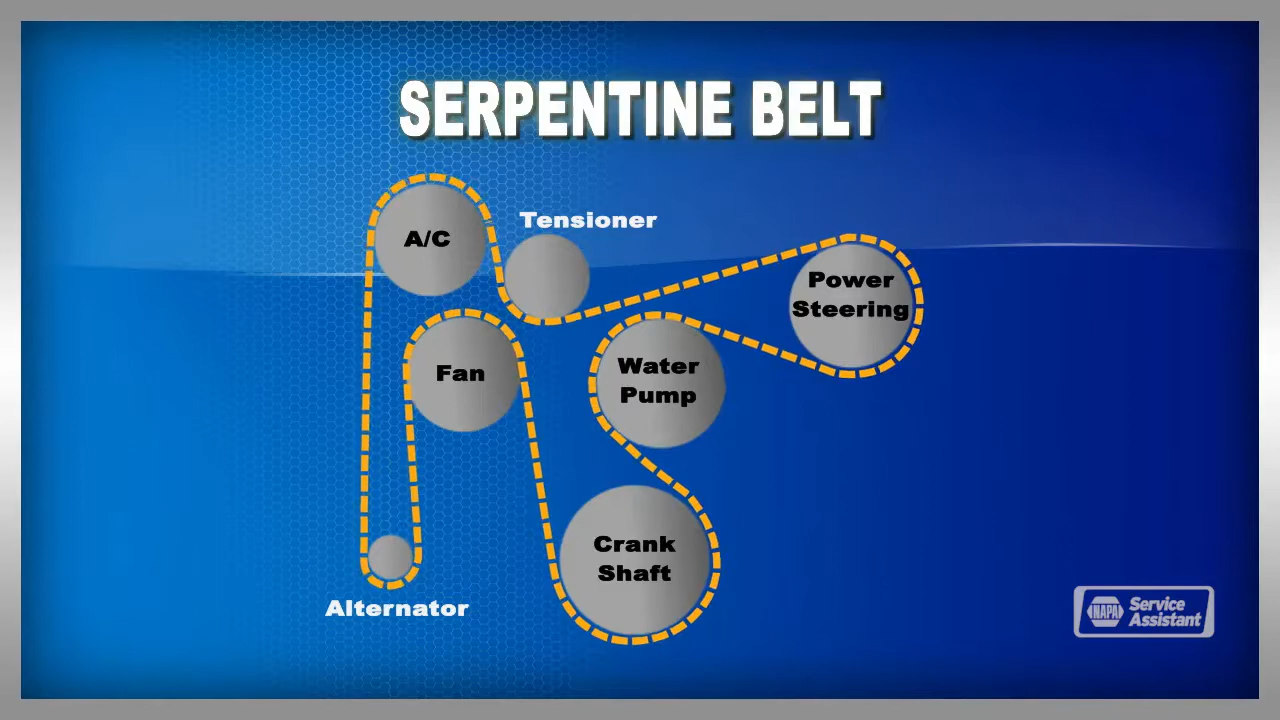 SERPENTINE BELT
Tensioner
A/C
Power
Steering
Fan
Water
Pump
Crank
Shaft
Alternator
NAPA
Service
Assistant